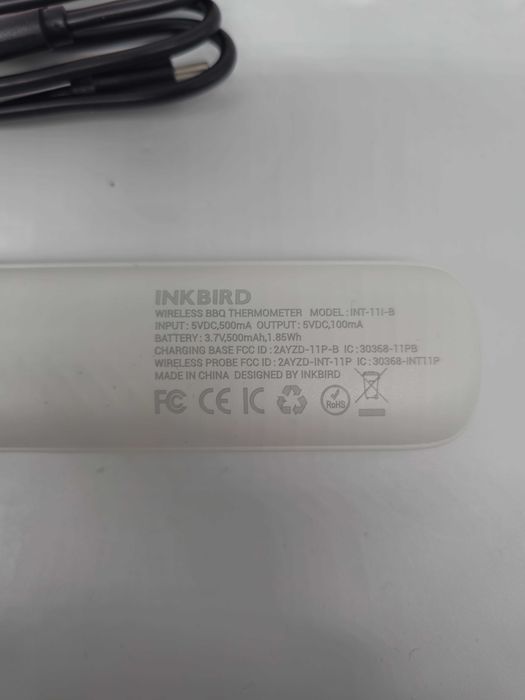 INKBIRD
WIRELESS BBQ THERMOMETER MODEL : INT-11I-B
INPUT : 5VDC,500mA OUTPUT : 5VDC,100mA
BATTERY : 3.7V,500mAh,1.85Wh
CHARGING BASE FCC ID : 2AYZD-11P-B IC : 30368-11PB
WIRELESS PROBE FCC ID : 2AYZD-INT-11P IC : 30368-INT11P
MADE IN CHINA DESIGNED BY INKBIRD
FC CE IC RoHS